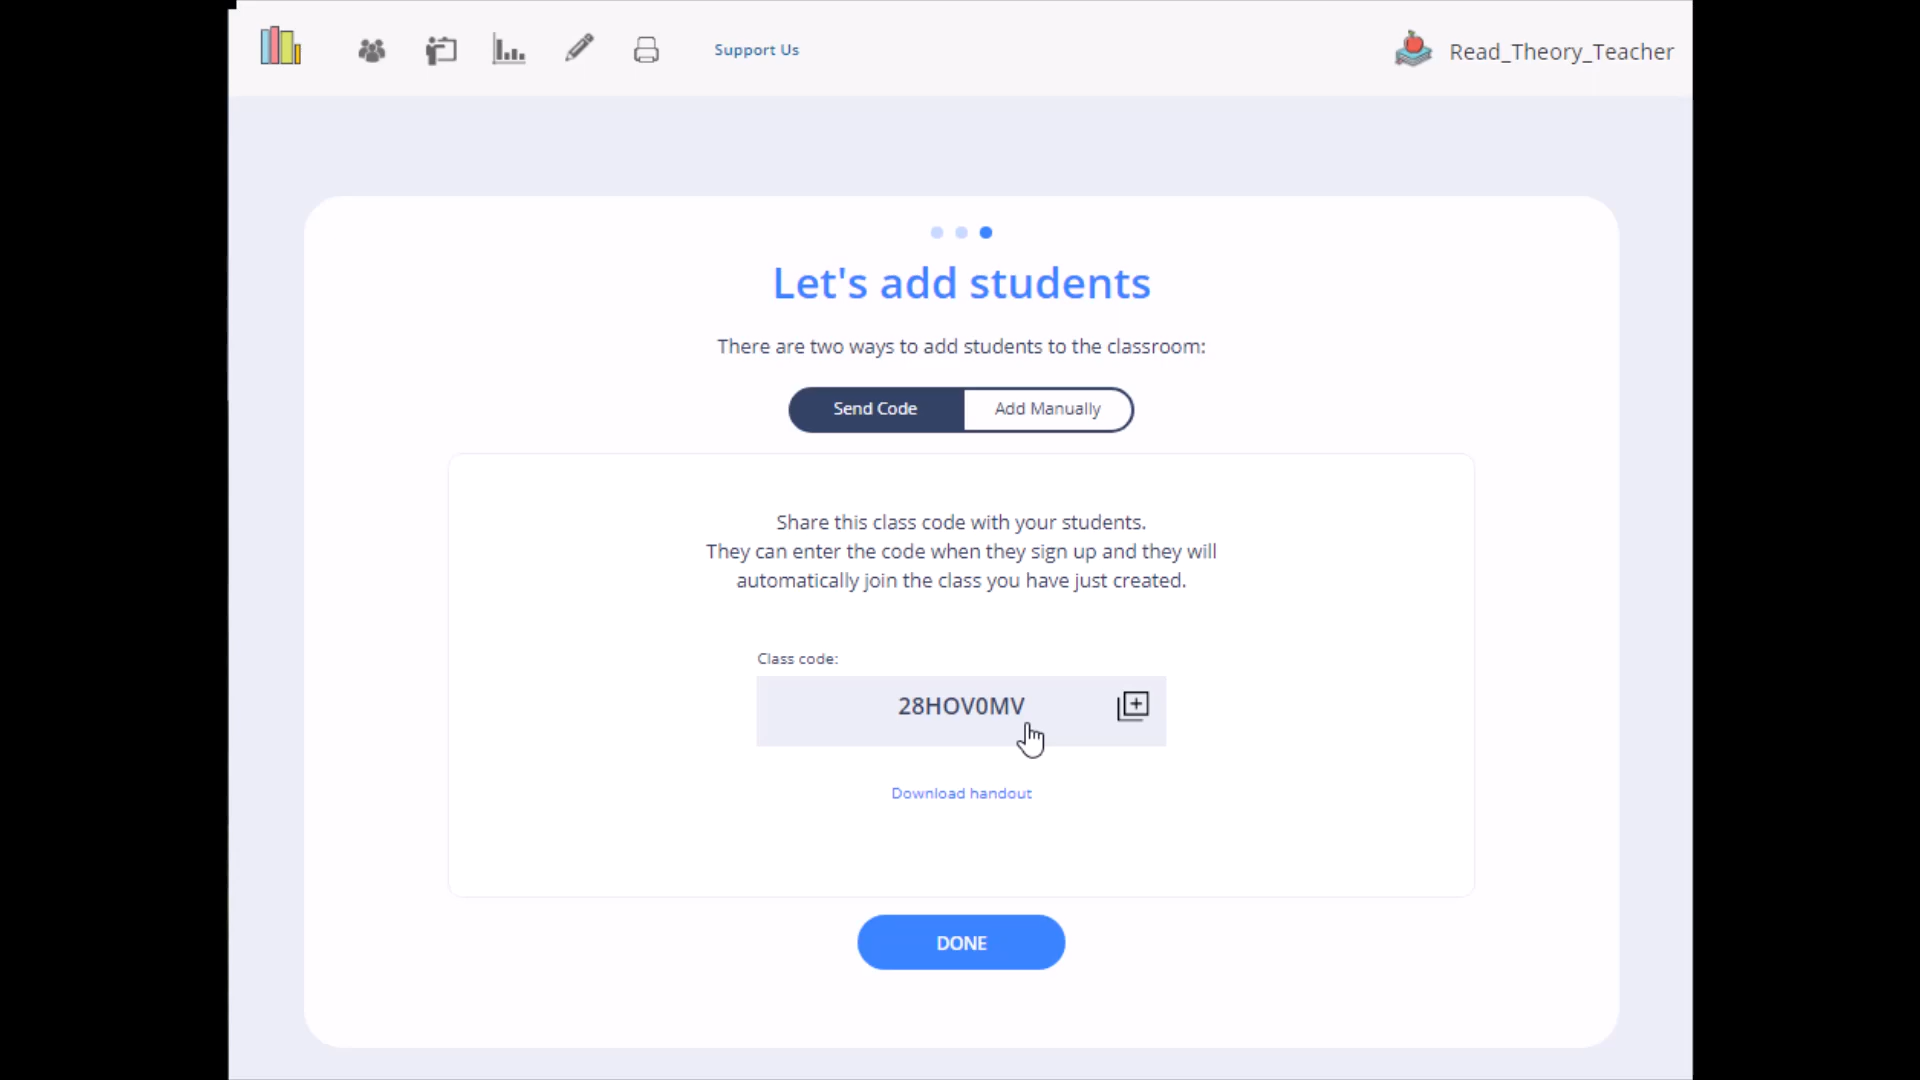 Support Us
Read_Theory_Teacher
Let's add students
There are two ways to add students to the classroom:
Send Code
Add Manually
Share this class code with your students.
They can enter the code when they sign up and they will
automatically join the class you have just created.
Class code:
28HOV0MV
Download handout
DONE